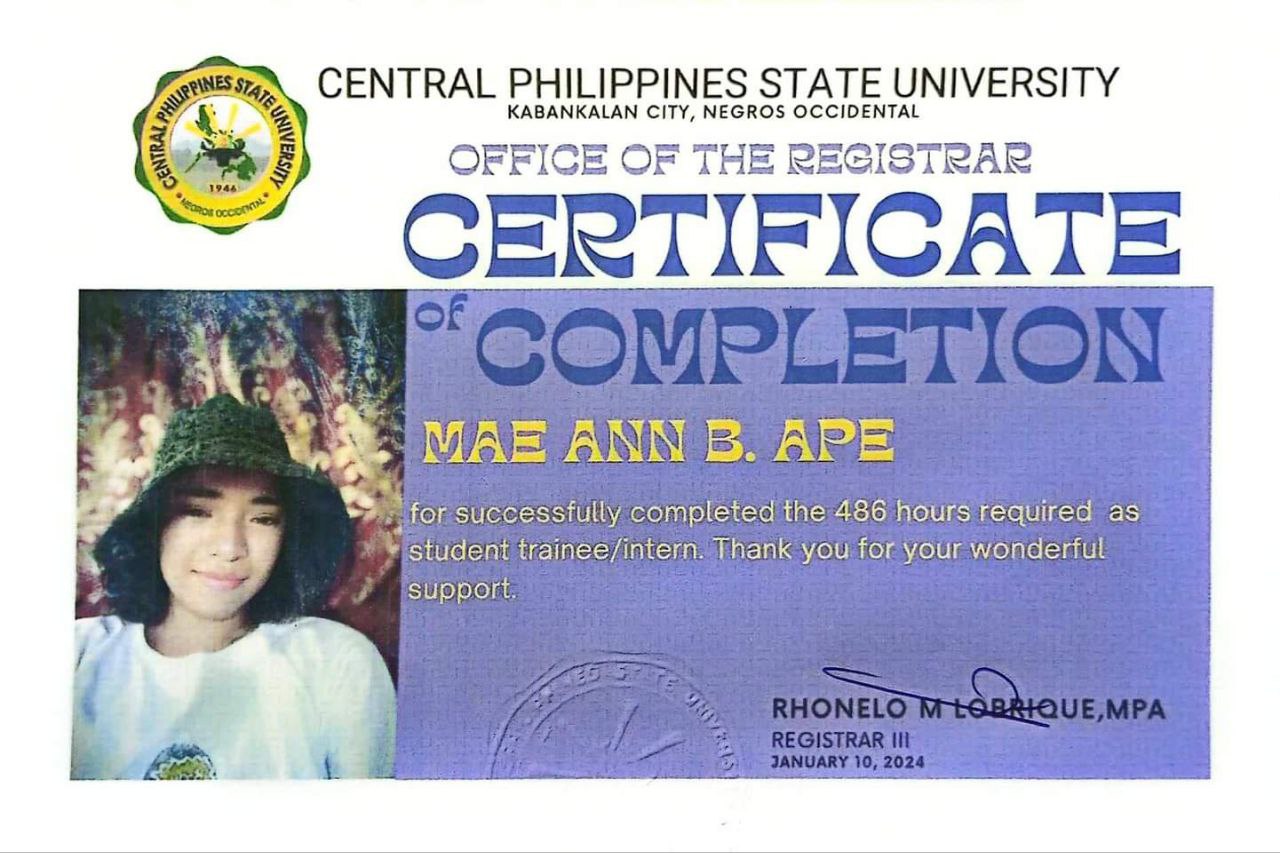 CENTRAL PHILIPPINES STATE UNIVERSITY
KABANKALAN CITY, NEGROS OCCIDENTAL
OFFICE OF THE REGISTRAR
CENTRAL PHILIPPINES STATE UNIVERSITY
1946
NEGROS OCCIDENTAL
CERTIFICATE
of COMPLETION
MAE ANN B. APE
for successfully completed the 486 hours required as
student trainee/intern. Thank you for your wonderful
support.
STATE
RHONELO M LOBRIQUE,MPA
REGISTRAR III
JANUARY 10, 2024